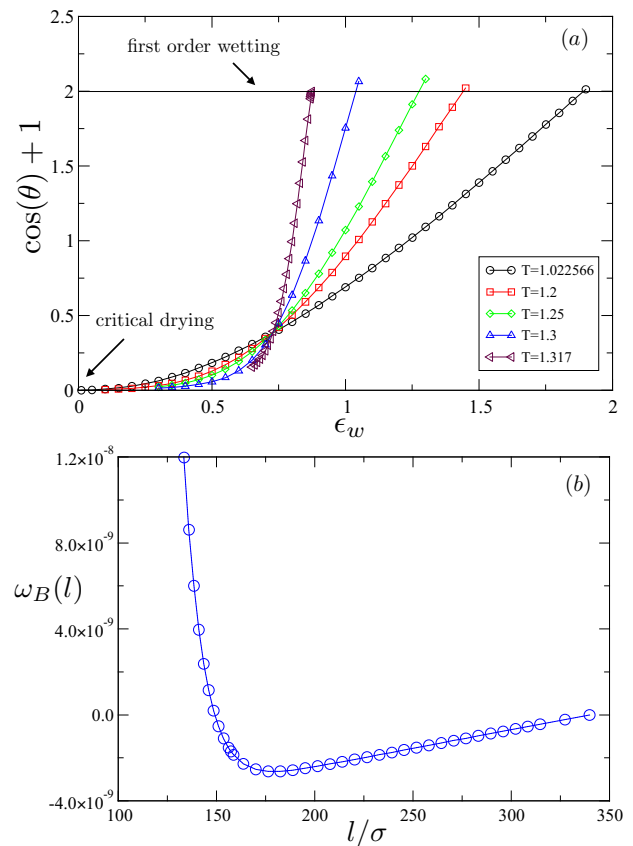 (a)
first order wetting
2.5
2
1.5
1
0.5
0
cos(θ) + 1
critical drying
T=1.022566
T=1.2
T=1.25
T=1.3
T=1.317
0 0.5 1 1.5 2
ϵ_w
(b)
1.2×10⁻⁸
8.0×10⁻⁹
4.0×10⁻⁹
0.0
-4.0×10⁻⁹
ω_B(l)
100 150 200 250 300 350
l/σ